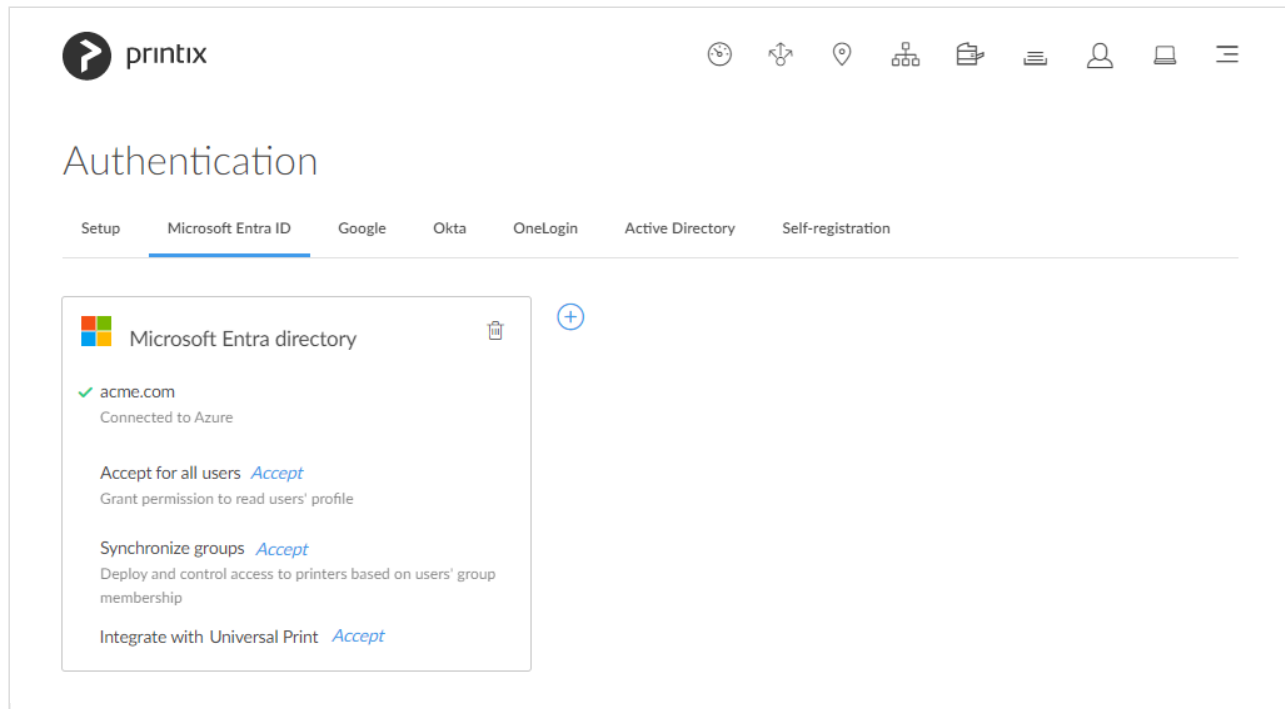 printix
Authentication
Setup Microsoft Entra ID Google Okta OneLogin Active Directory Self-registration
Microsoft Entra directory
acme.com
Connected to Azure
Accept for all users Accept
Grant permission to read users' profile
Synchronize groups Accept
Deploy and control access to printers based on users' group
membership
Integrate with Universal Print Accept